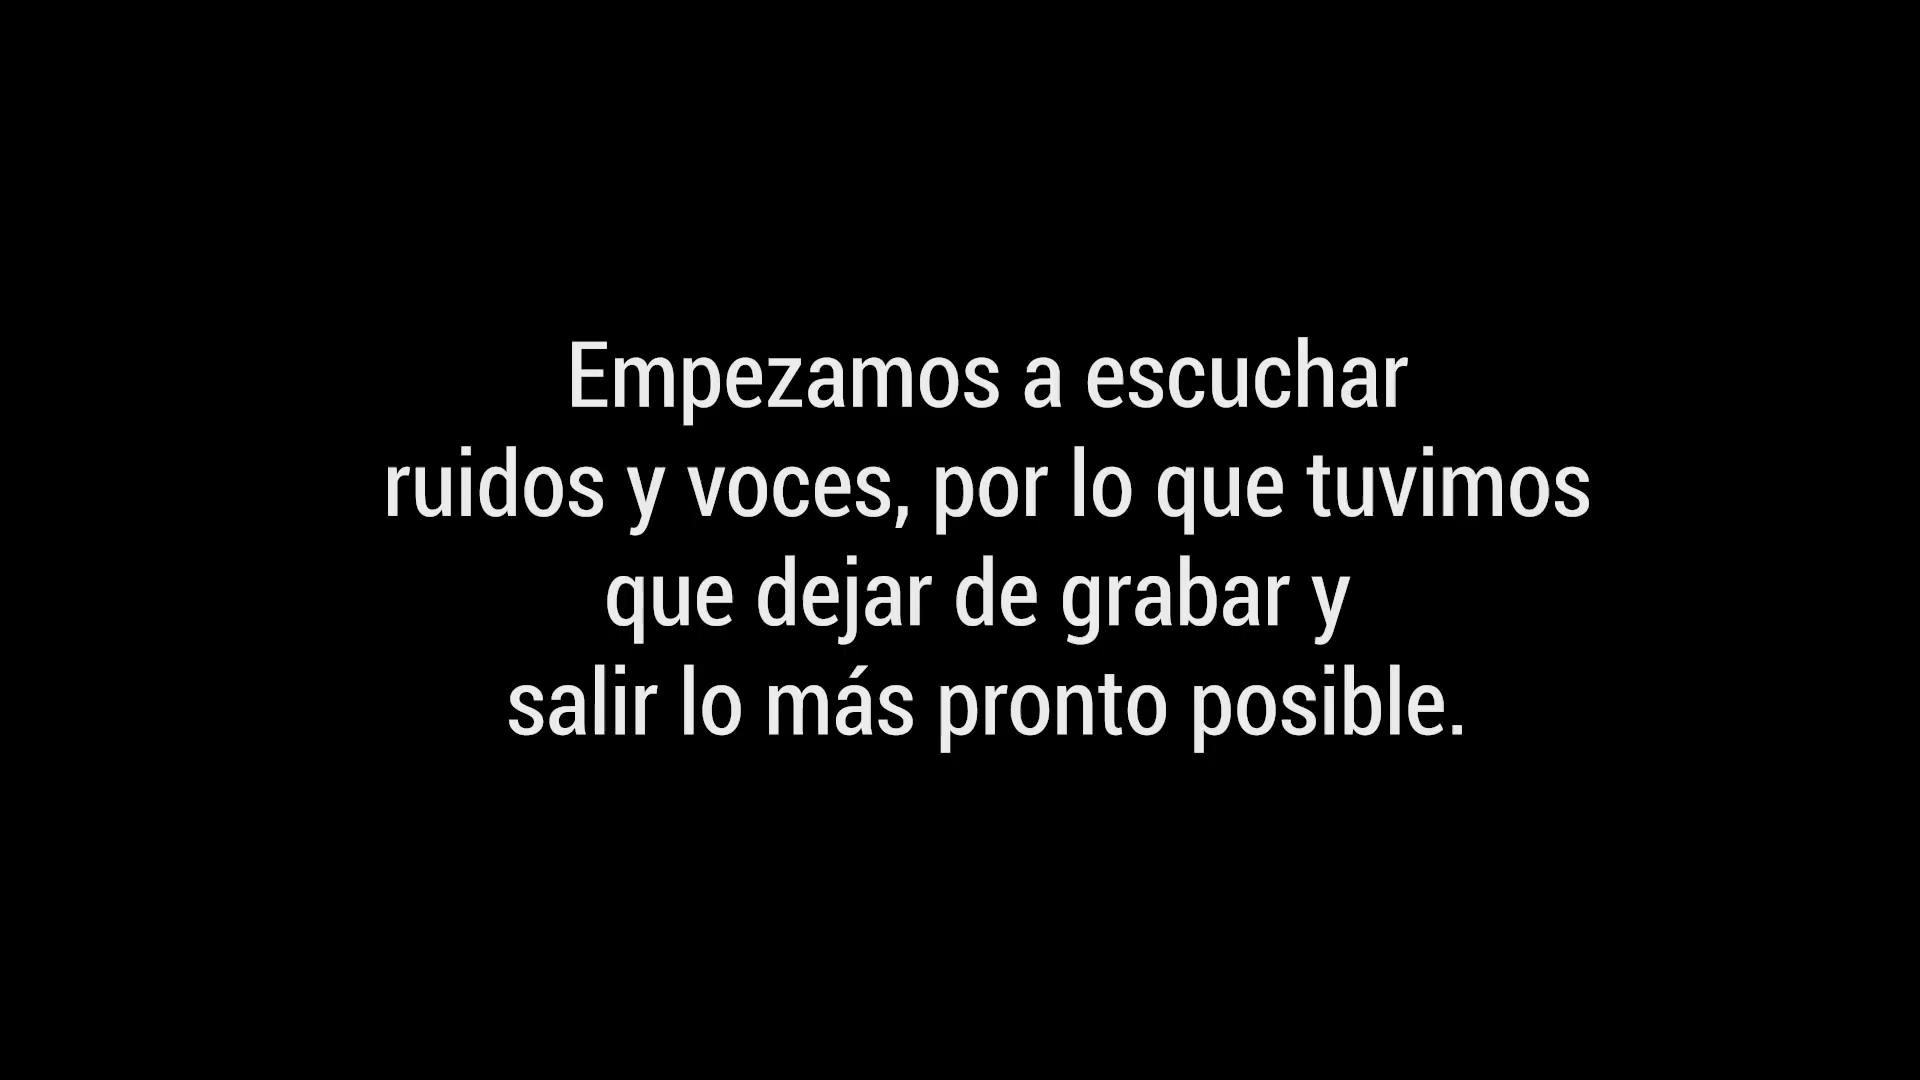 Empezamos a escuchar
ruidos y voces, por lo que tuvimos
que dejar de grabar y
salir lo más pronto posible.